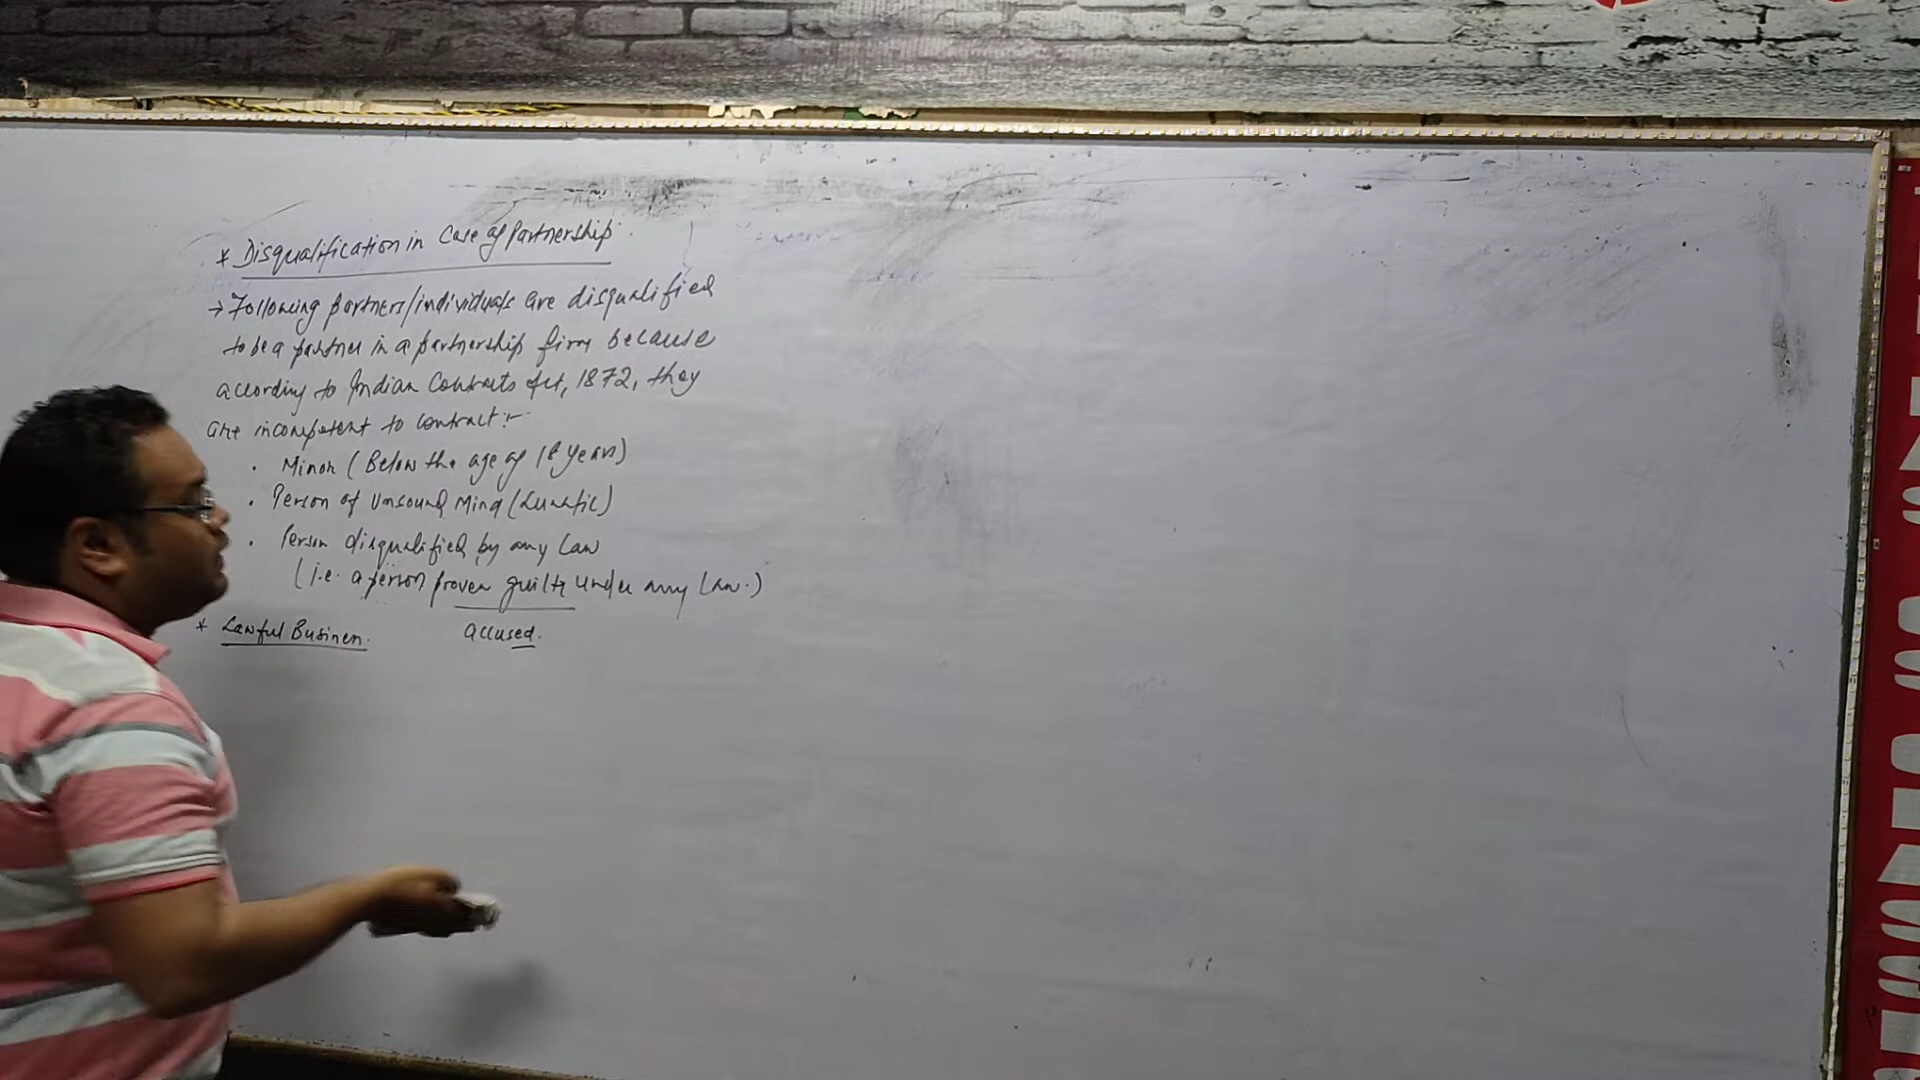 * Disqualification in Case of Partnership.
→ Following partners/individuals are disqualified
to be a partner in a partnership firm because
according to Indian Contracts Act, 1872, they
are incompetent to contract:-
• Minor (Below the age of 18 years)
• Person of Unsound Mind (Lunatic)
• Person disqualified by any Law
(i.e. a person proven guilty under any Law.)
* Lawful Business. accused.